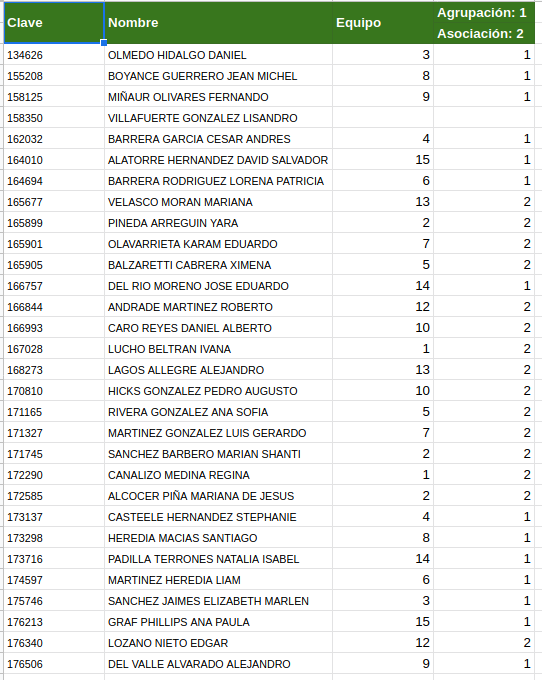 Clave Nombre Equipo Agrupación: 1
Asociación: 2
134626 OLMEDO HIDALGO DANIEL 3 1
155208 BOYANCE GUERRERO JEAN MICHEL 8 1
158125 MIÑAUR OLIVARES FERNANDO 9 1
158350 VILLAFUERTE GONZALEZ LISANDRO
162032 BARRERA GARCIA CESAR ANDRES 4 1
164010 ALATORRE HERNANDEZ DAVID SALVADOR 15 1
164694 BARRERA RODRIGUEZ LORENA PATRICIA 6 1
165677 VELASCO MORAN MARIANA 13 2
165899 PINEDA ARREGUIN YARA 2 2
165901 OLAVARRIETA KARAM EDUARDO 7 2
165905 BALZARETTI CABRERA XIMENA 5 2
166757 DEL RIO MORENO JOSE EDUARDO 14 1
166844 ANDRADE MARTINEZ ROBERTO 12 2
166993 CARO REYES DANIEL ALBERTO 10 2
167028 LUCHO BELTRAN IVANA 1 2
168273 LAGOS ALLEGRE ALEJANDRO 13 2
170810 HICKS GONZALEZ PEDRO AUGUSTO 10 2
171165 RIVERA GONZALEZ ANA SOFIA 5 2
171327 MARTINEZ GONZALEZ LUIS GERARDO 7 2
171745 SANCHEZ BARBERO MARIAN SHANTI 2 2
172290 CANALIZO MEDINA REGINA 1 2
172585 ALCOCER PIÑA MARIANA DE JESUS 2 2
173137 CASTEELE HERNANDEZ STEPHANIE 4 1
173298 HEREDIA MACIAS SANTIAGO 8 1
173716 PADILLA TERRONES NATALIA ISABEL 14 1
174597 MARTINEZ HEREDIA LIAM 6 1
175746 SANCHEZ JAIMES ELIZABETH MARLEN 3 1
176213 GRAF PHILLIPS ANA PAULA 15 1
176340 LOZANO NIETO EDGAR 12 2
176506 DEL VALLE ALVARADO ALEJANDRO 9 1